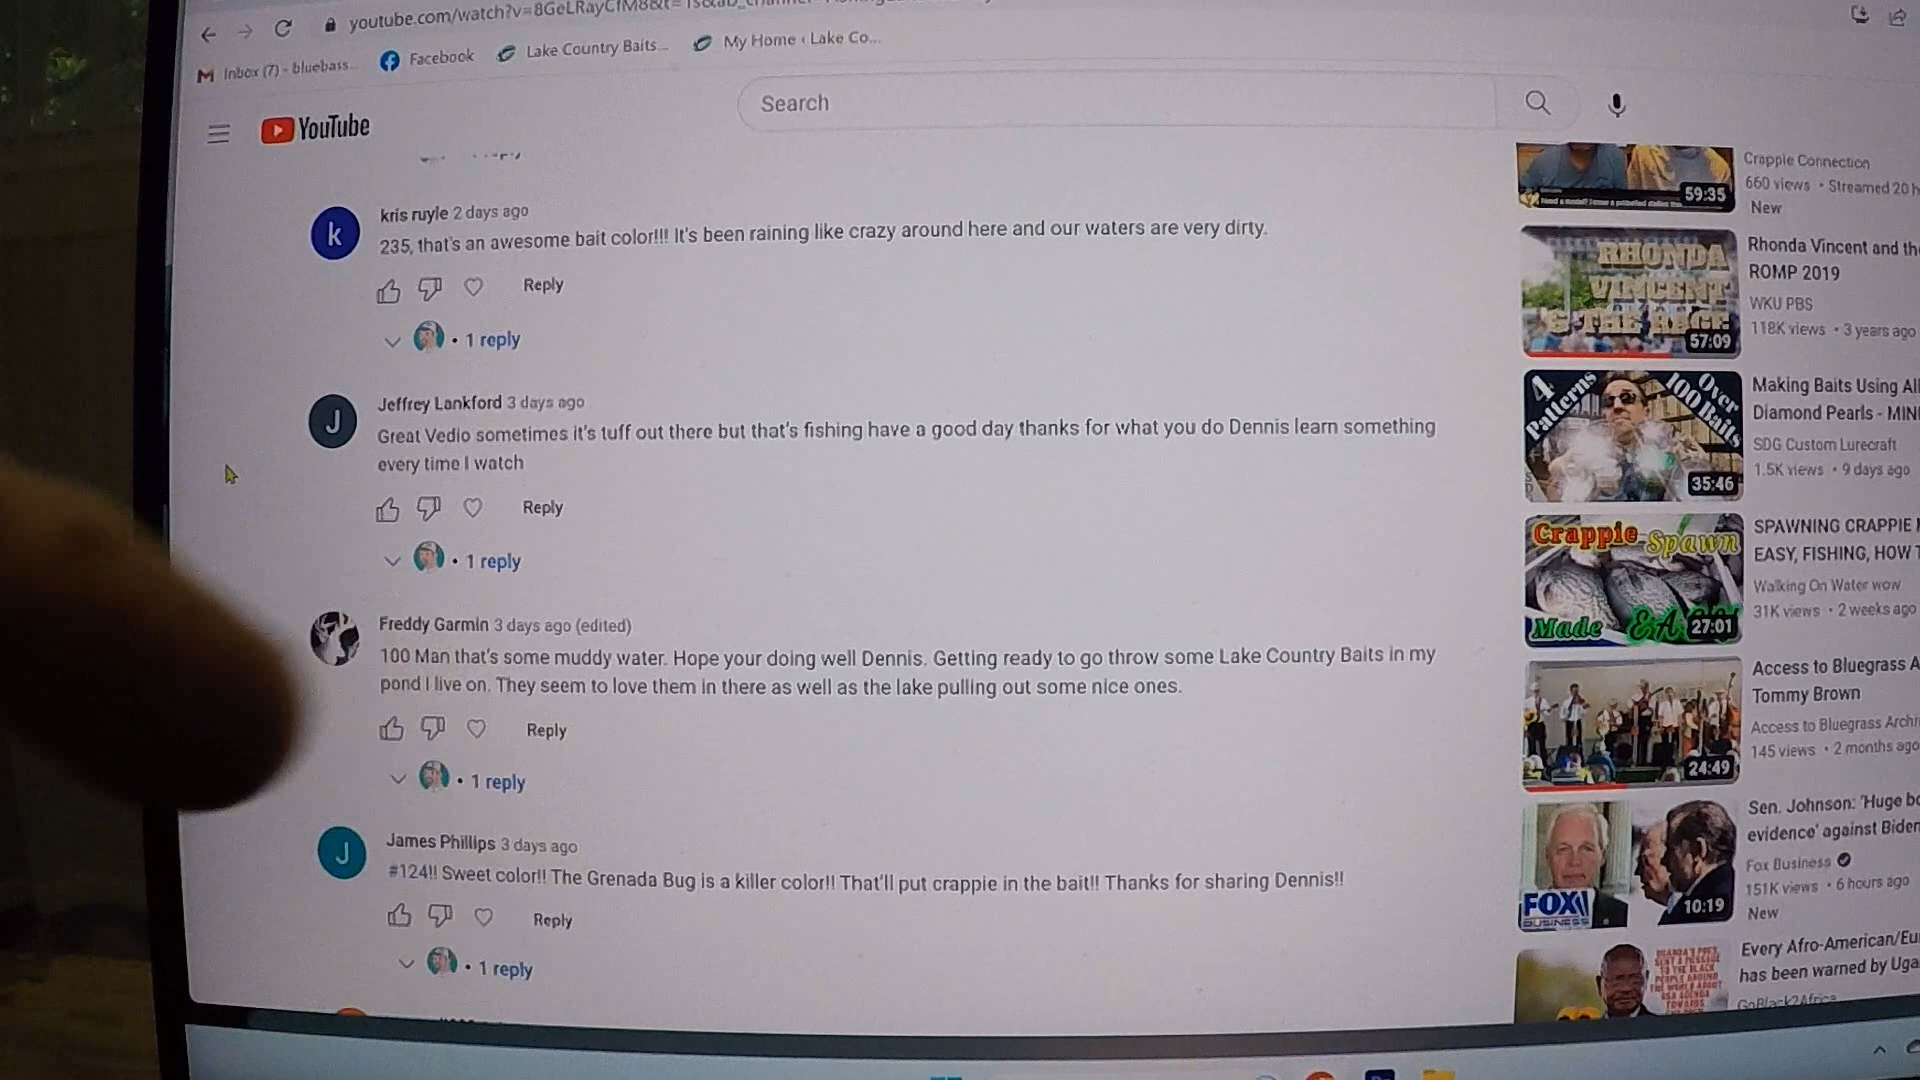 Inbox (7) - bluebass...
Facebook
Lake Country Baits...
My Home ‹ Lake Co...
YouTube
Search
kris ruyle 2 days ago
235, that's an awesome bait color!!! It's been raining like crazy around here and our waters are very dirty.
Reply
• 1 reply
Jeffrey Lankford 3 days ago
Great Vedio sometimes it's tuff out there but that's fishing have a good day thanks for what you do Dennis learn something
every time I watch
Reply
• 1 reply
Freddy Garmin 3 days ago (edited)
100 Man that's some muddy water. Hope your doing well Dennis. Getting ready to go throw some Lake Country Baits in my
pond I live on. They seem to love them in there as well as the lake pulling out some nice ones.
Reply
• 1 reply
James Phillips 3 days ago
#124!! Sweet color!! The Grenada Bug is a killer color!! That'll put crappie in the bait!! Thanks for sharing Dennis!!
Reply
• 1 reply
59:35
Crappie Connection
660 views • Streamed 20 h
New
RHONDA
VINCENT
& THE RAGE
57:09
Rhonda Vincent and the
ROMP 2019
WKU PBS
118K views • 3 years ago
4 Patterns
Over
100 Baits
35:46
Making Baits Using All
Diamond Pearls - MIN
SDG Custom Lurecraft
1.5K views • 9 days ago
Crappie Spawn
Made
27:01
SPAWNING CRAPPIE
EASY, FISHING, HOW T
Walking On Water wow
31K views • 2 weeks ago
24:49
Access to Bluegrass A
Tommy Brown
Access to Bluegrass Archi
145 views • 2 months ago
FOX
BUSINESS
10:19
Sen. Johnson: 'Huge bo
evidence' against Biden
Fox Business
151K views • 6 hours ago
New
Every Afro-American/Eu
has been warned by Uga
GoBlack2Africa